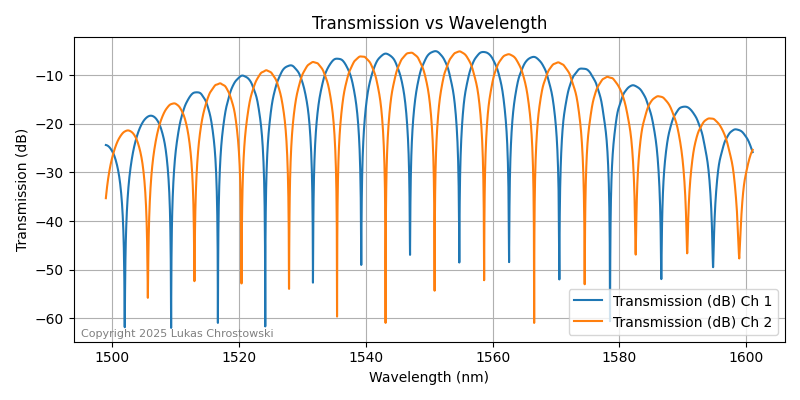 Transmission vs Wavelength
Transmission (dB)
−10
−20
−30
−40
−50
−60
Copyright 2025 Lukas Chrostowski
Transmission (dB) Ch 1
Transmission (dB) Ch 2
1500 1520 1540 1560 1580 1600
Wavelength (nm)